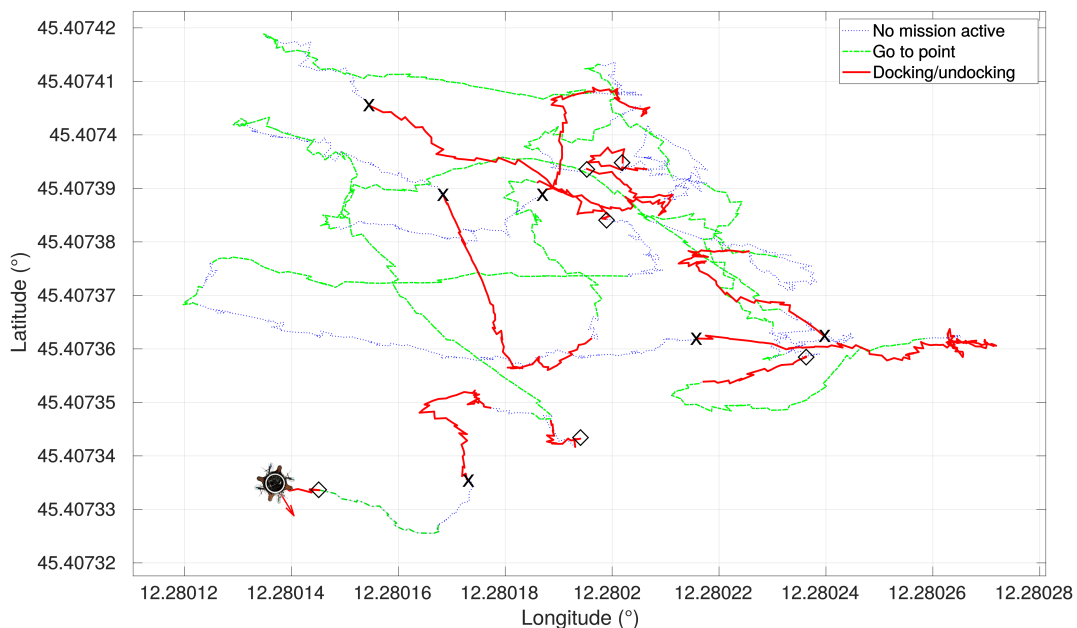 No mission active
Go to point
Docking/undocking
45.40742
45.40741
45.4074
45.40739
45.40738
45.40737
45.40736
45.40735
45.40734
45.40733
45.40732
Latitude (°)
X
X
X
X
X
X
12.28012
12.28014
12.28016
12.28018
12.2802
12.28022
12.28024
12.28026
12.28028
Longitude (°)